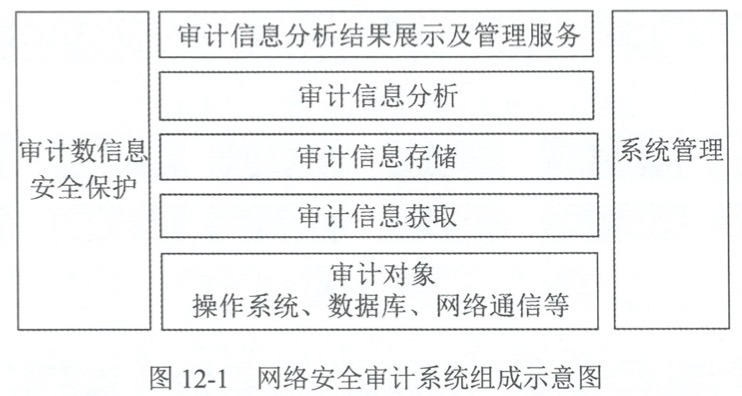 审计数信息
安全保护
审计信息分析结果展示及管理服务
审计信息分析
审计信息存储
审计信息获取
审计对象
操作系统、数据库、网络通信等
系统管理
图 12-1 网络安全审计系统组成示意图